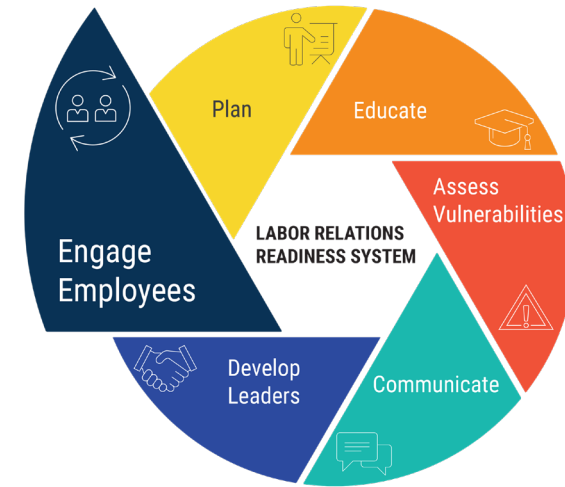 Plan
Educate
Assess
Vulnerabilities
LABOR RELATIONS
READINESS SYSTEM
Engage
Employees
Develop
Leaders
Communicate